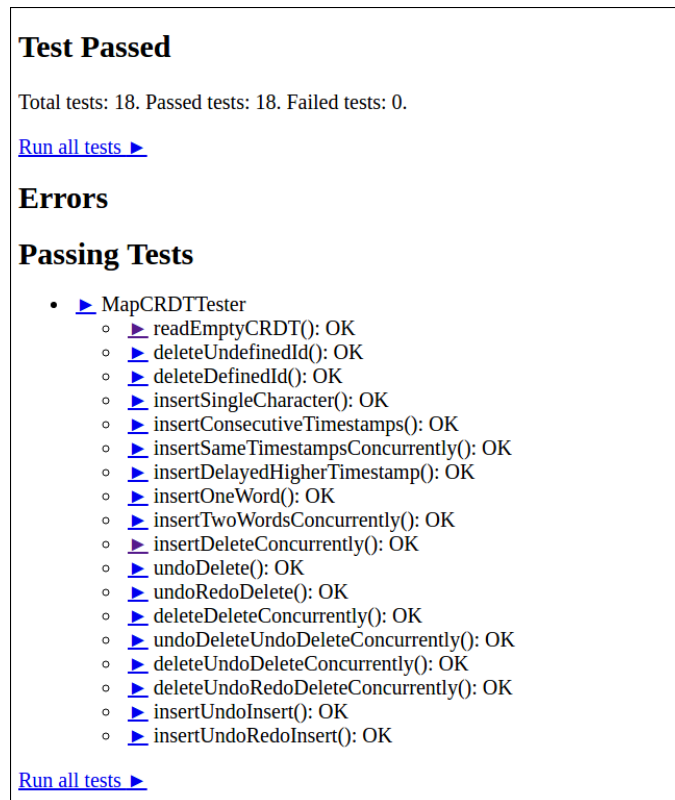 Test Passed
Total tests: 18. Passed tests: 18. Failed tests: 0.
Run all tests ►
Errors
Passing Tests
• ► MapCRDTTester
◦ ► readEmptyCRDT(): OK
◦ ► deleteUndefinedId(): OK
◦ ► deleteDefinedId(): OK
◦ ► insertSingleCharacter(): OK
◦ ► insertConsecutiveTimestamps(): OK
◦ ► insertSameTimestampsConcurrently(): OK
◦ ► insertDelayedHigherTimestamp(): OK
◦ ► insertOneWord(): OK
◦ ► insertTwoWordsConcurrently(): OK
◦ ► insertDeleteConcurrently(): OK
◦ ► undoDelete(): OK
◦ ► undoRedoDelete(): OK
◦ ► deleteDeleteConcurrently(): OK
◦ ► undoDeleteUndoDeleteConcurrently(): OK
◦ ► deleteUndoDeleteConcurrently(): OK
◦ ► deleteUndoRedoDeleteConcurrently(): OK
◦ ► insertUndoInsert(): OK
◦ ► insertUndoRedoInsert(): OK
Run all tests ►